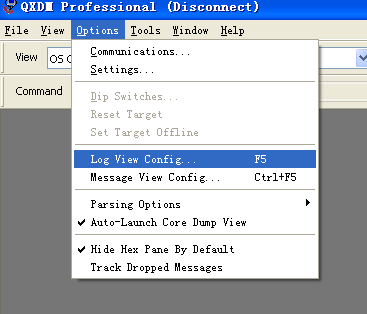 QXDM Professional (Disconnect)
File View Options Tools Window Help
View OS C
Communications...
Settings...
Command
Dip Switches...
Reset Target
Set Target Offline
Log View Config... F5
Message View Config... Ctrl+F5
Parsing Options
Auto-Launch Core Dump View
Hide Hex Pane By Default
Track Dropped Messages